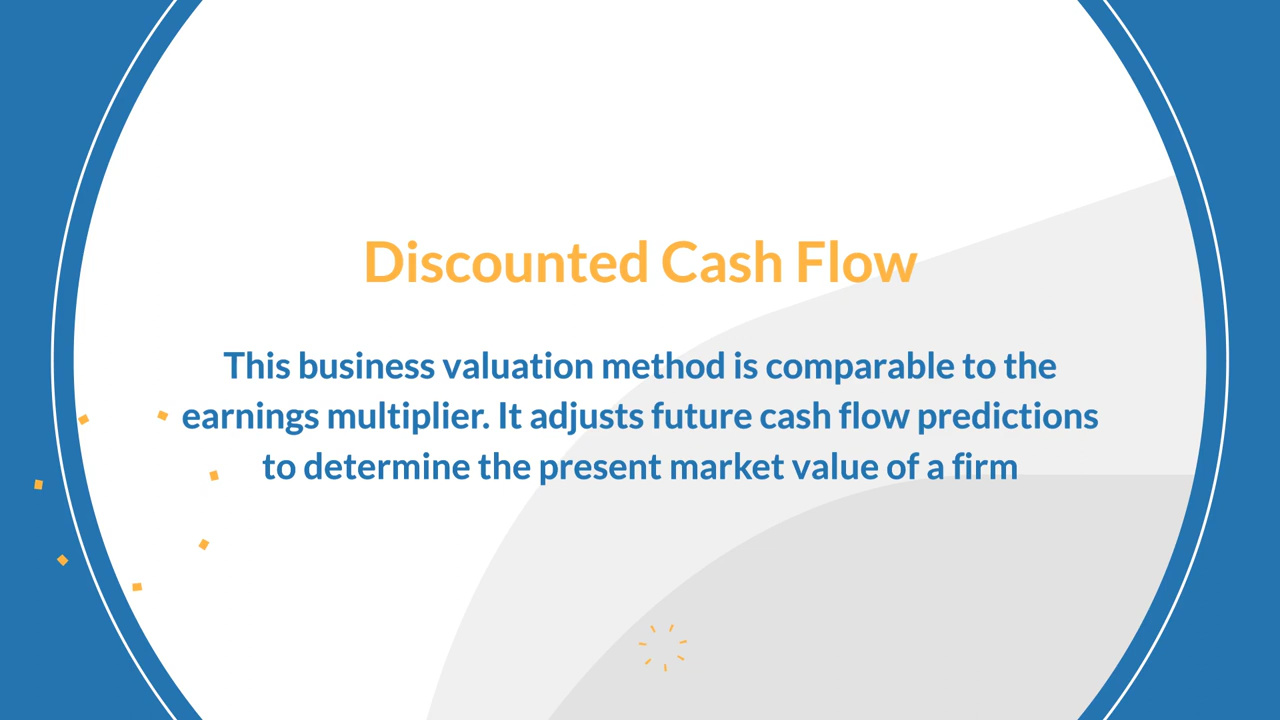 Discounted Cash Flow
This business valuation method is comparable to the
earnings multiplier. It adjusts future cash flow predictions
to determine the present market value of a firm